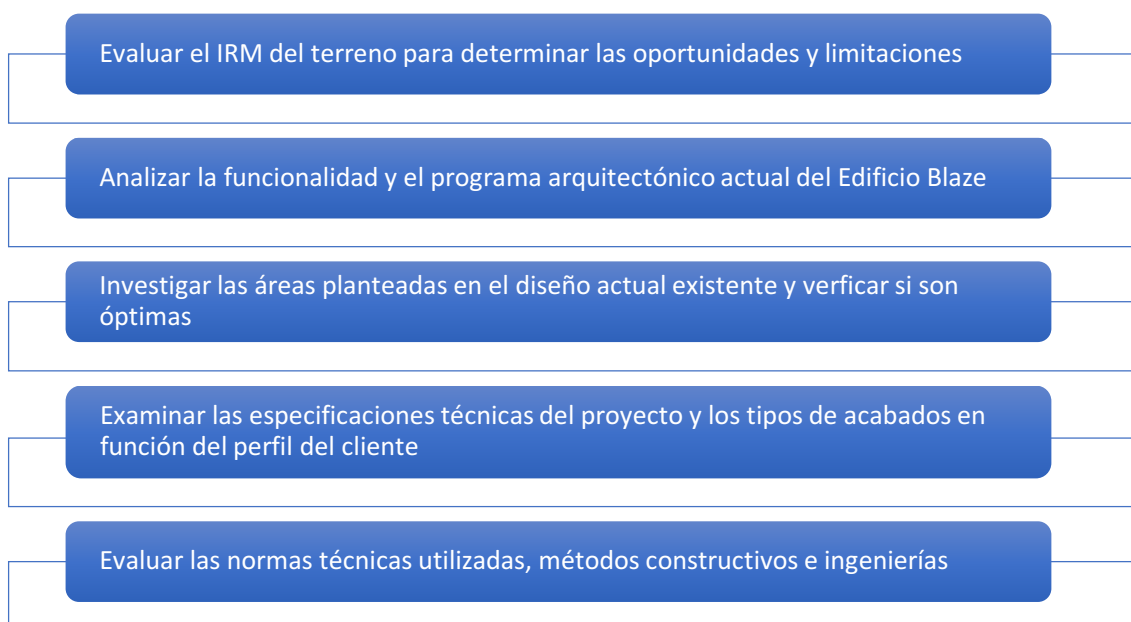 Evaluar el IRM del terreno para determinar las oportunidades y limitaciones
Analizar la funcionalidad y el programa arquitectónico actual del Edificio Blaze
Investigar las áreas planteadas en el diseño actual existente y verficar si son
óptimas
Examinar las especificaciones técnicas del proyecto y los tipos de acabados en
función del perfil del cliente
Evaluar las normas técnicas utilizadas, métodos constructivos e ingenierías